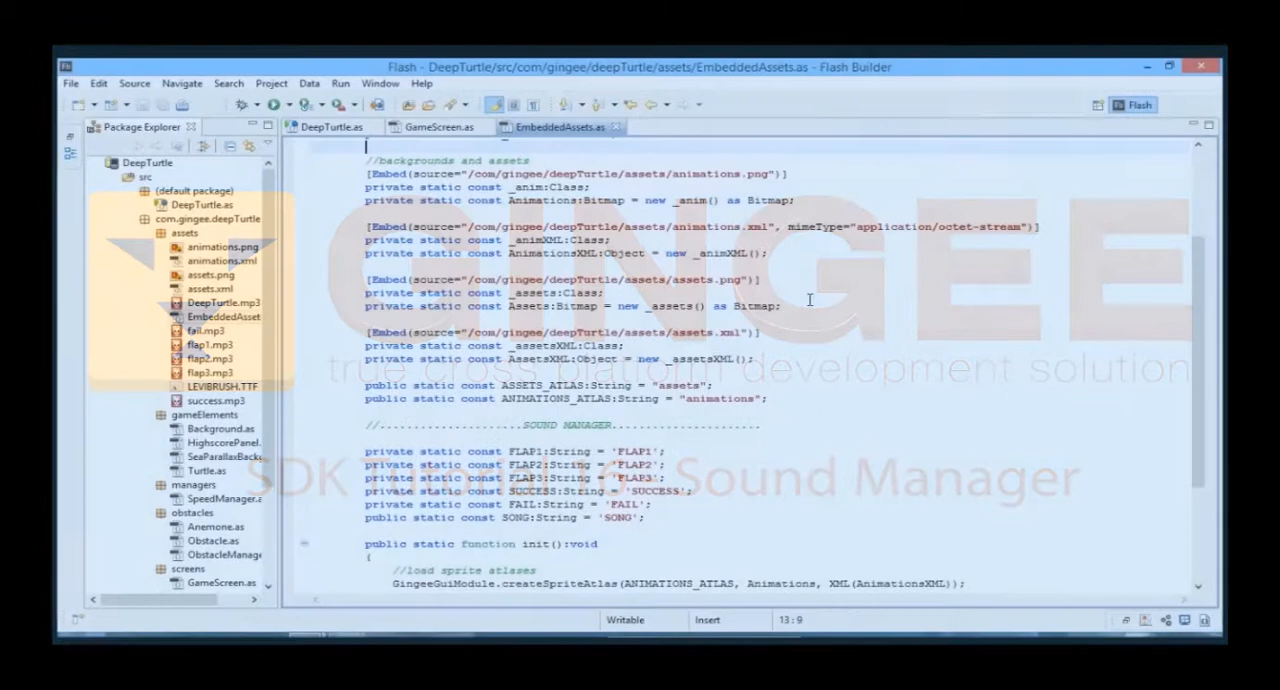 Flash - DeepTurtle/src/com/gingee/deepTurtle/assets/EmbeddedAssets.as - Flash Builder
File Edit Source Navigate Search Project Data Run Window Help
Flash
Package Explorer
DeepTurtle.as
GameScreen.as
EmbeddedAssets.as
DeepTurtle
src
(default package)
DeepTurtle.as
com.gingee.deepTurtle
assets
animations.png
animations.xml
assets.png
assets.xml
DeepTurtle.mp3
EmbeddedAsset
fail.mp3
flap1.mp3
flap2.mp3
flap3.mp3
LEVIBRUSH.TTF
success.mp3
gameElements
Background.as
HighscorePanel.
SeaParallaxBack
Turtle.as
managers
SpeedManager.a
obstacles
Anemone.as
Obstacle.as
ObstacleManage
screens
GameScreen.as
//backgrounds and assets
[Embed(source="/com/gingee/deepTurtle/assets/animations.png")]
private static const _anim:Class;
private static const Animations:Bitmap = new _anim() as Bitmap;
[Embed(source="/com/gingee/deepTurtle/assets/animations.xml", mimeType="application/octet-stream")]
private static const _animXML:Class;
private static const AnimationsXML:Object = new _animXML();
[Embed(source="/com/gingee/deepTurtle/assets/assets.png")]
private static const _assets:Class;
private static const Assets:Bitmap = new _assets() as Bitmap;
[Embed(source="/com/gingee/deepTurtle/assets/assets.xml")]
private static const _assetsXML:Class;
private static const AssetsXML:Object = new _assetsXML();
public static const ASSETS_ATLAS:String = "assets";
public static const ANIMATIONS_ATLAS:String = "animations";
//.....................SOUND MANAGER......................
private static const FLAP1:String = 'FLAP1';
private static const FLAP2:String = 'FLAP2';
private static const FLAP3:String = 'FLAP3';
private static const SUCCESS:String = 'SUCCESS';
private static const FAIL:String = 'FAIL';
public static const SONG:String = 'SONG';
public static function init():void
{
//load sprite atlases
GingeeGuiModule.createSpriteAtlas(ANIMATIONS_ATLAS, Animations, XML(AnimationsXML));
GINGEE
true cross platform development solution
SDK Tutorial 16: Sound Manager
Writable Insert 13:9